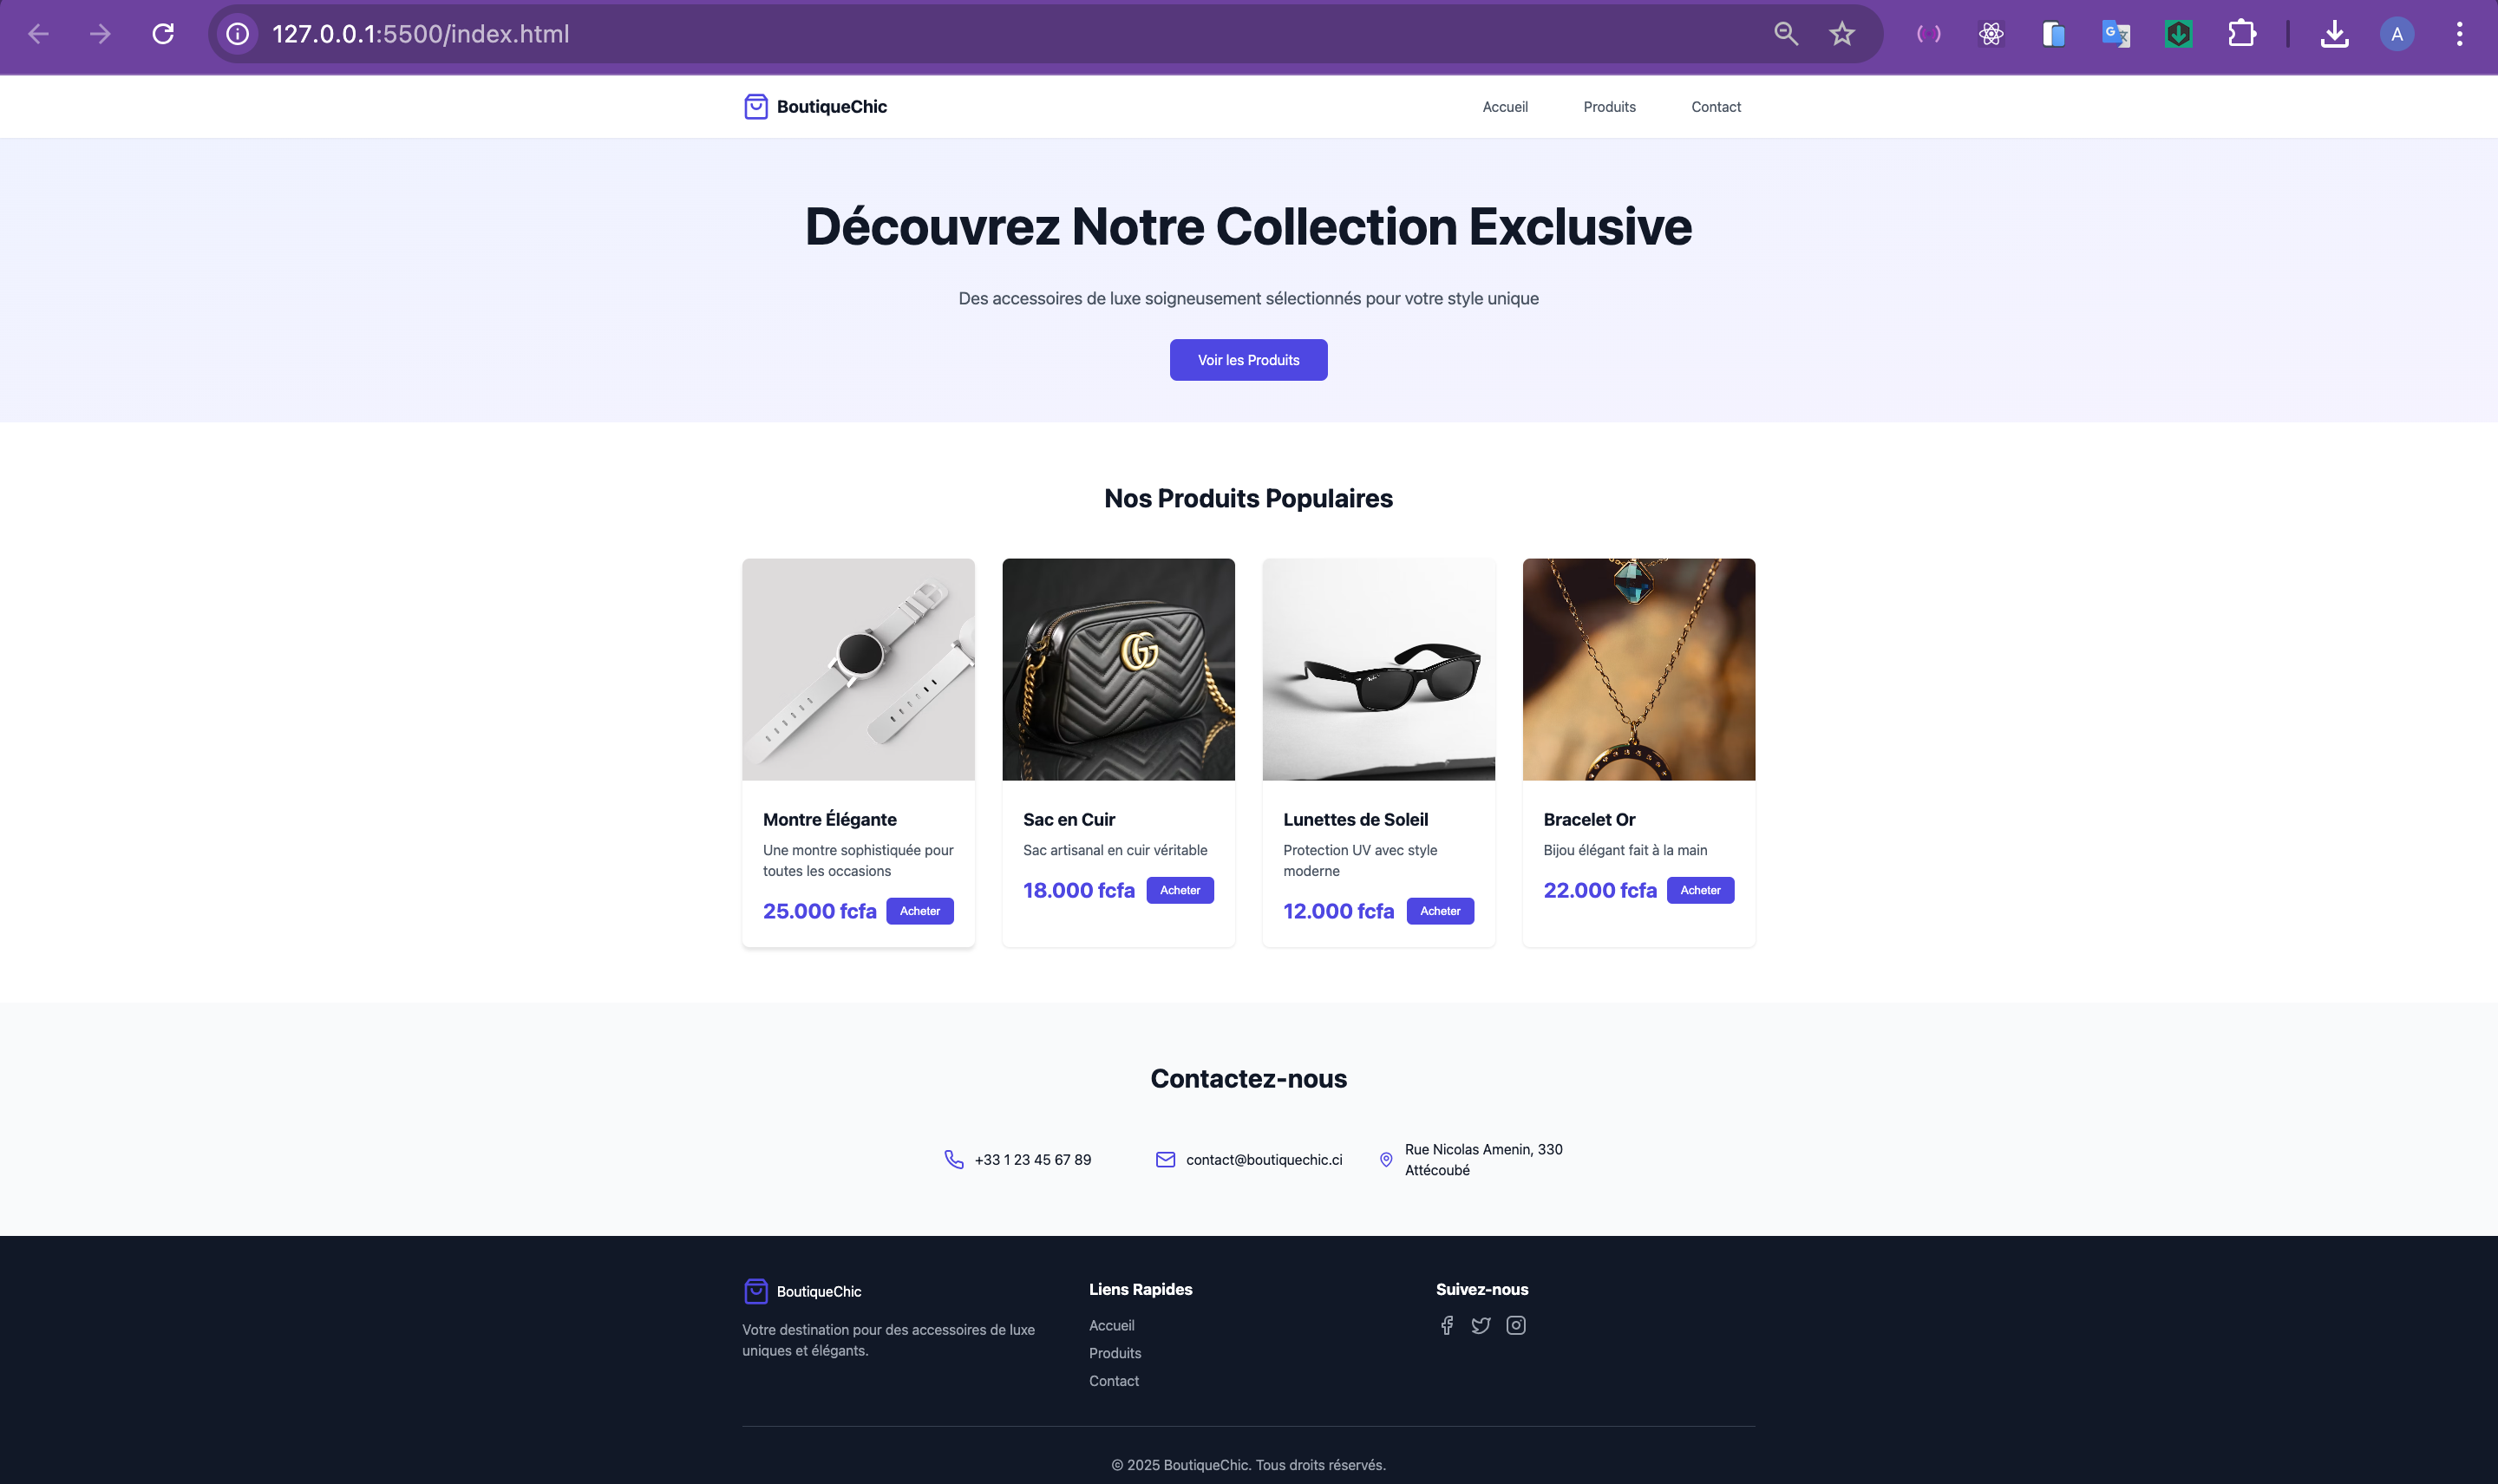 127.0.0.1:5500/index.html
A
BoutiqueChic
Accueil
Produits
Contact
Découvrez Notre Collection Exclusive
Des accessoires de luxe soigneusement sélectionnés pour votre style unique
Voir les Produits
Nos Produits Populaires
Montre Élégante
Une montre sophistiquée pour
toutes les occasions
25.000 fcfa
Acheter
Sac en Cuir
Sac artisanal en cuir véritable
18.000 fcfa
Acheter
Lunettes de Soleil
Protection UV avec style
moderne
12.000 fcfa
Acheter
Bracelet Or
Bijou élégant fait à la main
22.000 fcfa
Acheter
Contactez-nous
+33 1 23 45 67 89
contact@boutiquechic.ci
Rue Nicolas Amenin, 330
Attécoubé
BoutiqueChic
Votre destination pour des accessoires de luxe
uniques et élégants.
Liens Rapides
Accueil
Produits
Contact
Suivez-nous
© 2025 BoutiqueChic. Tous droits réservés.